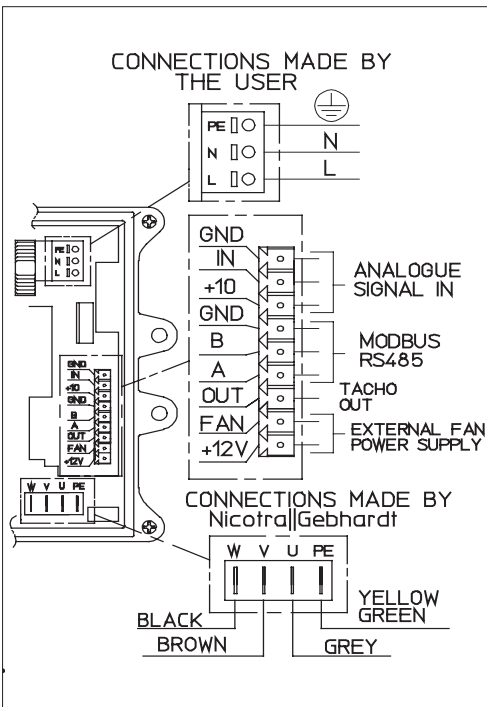 CONNECTIONS MADE BY
THE USER
PE
N
L
N
L
PE
N
L
GND
IN
+10
GND
B
A
OUT
FAN
+12V
ANALOGUE
SIGNAL IN
MODBUS
RS485
TACHO
OUT
EXTERNAL FAN
POWER SUPPLY
GND
IN
+10
GND
B
A
OUT
FAN
+12V
W V U PE
CONNECTIONS MADE BY
Nicotra||Gebhardt
W V U PE
BLACK
BROWN
YELLOW
GREEN
GREY